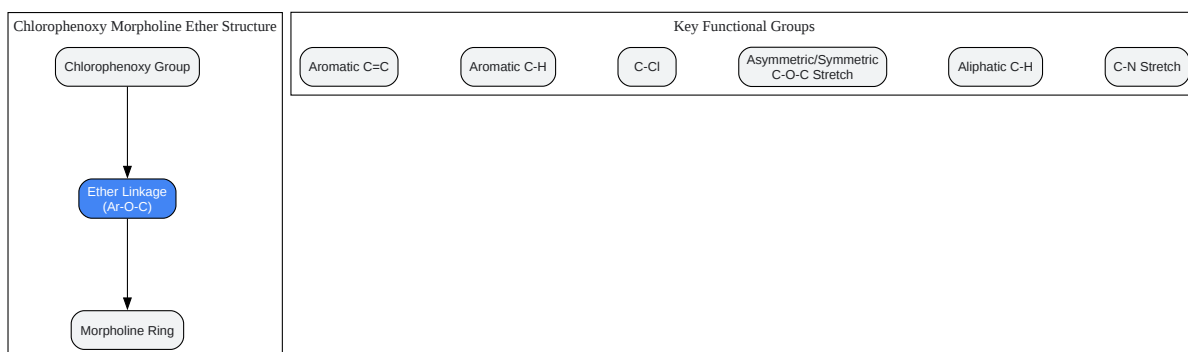 Chlorophenoxy Morpholine Ether Structure
Chlorophenoxy Group
Ether Linkage
(Ar-O-C)
Morpholine Ring
Key Functional Groups
Aromatic C=C
Aromatic C-H
C-Cl
Asymmetric/Symmetric
C-O-C Stretch
Aliphatic C-H
C-N Stretch